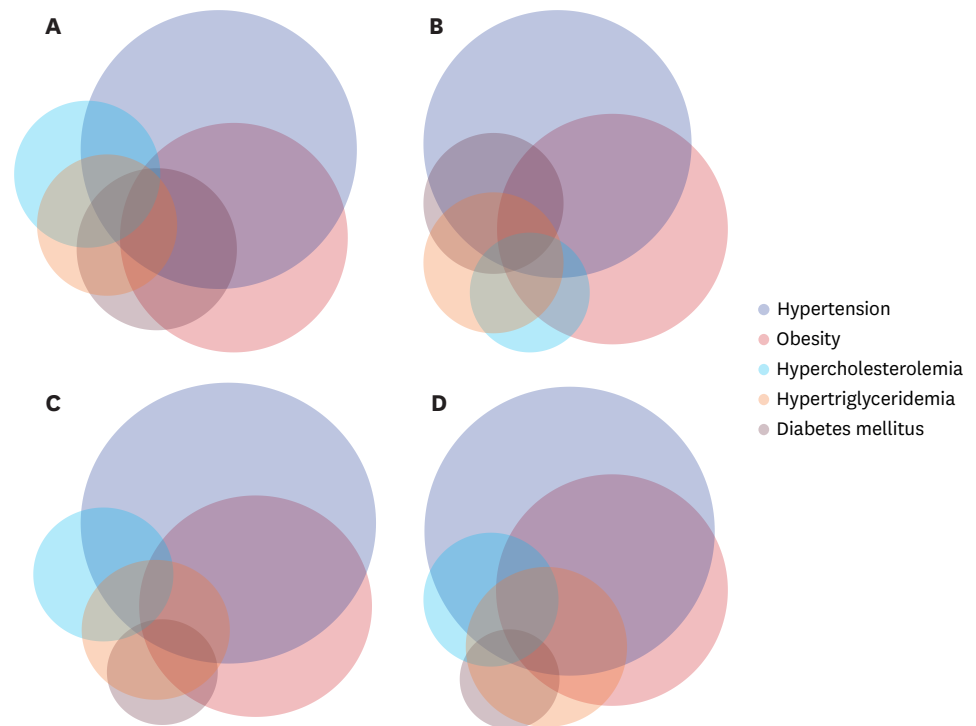 A
B
Hypertension
Obesity
Hypercholesterolemia
Hypertriglyceridemia
Diabetes mellitus
C
D